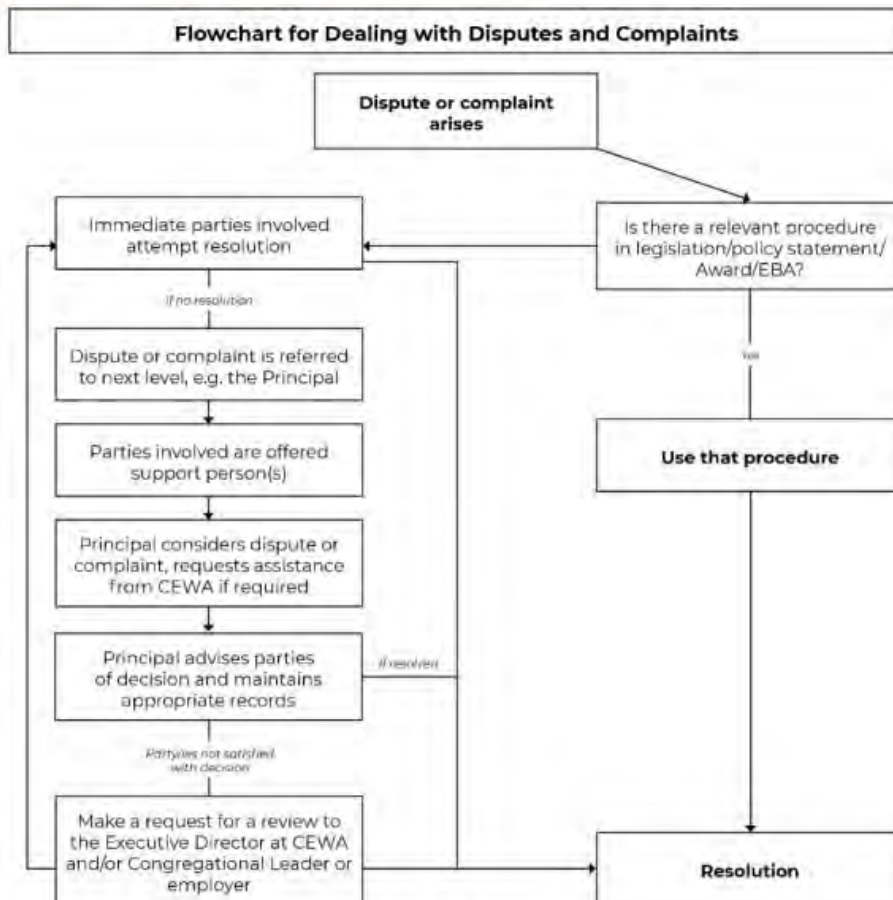 Flowchart for Dealing with Disputes and Complaints
Dispute or complaint
arises
Immediate parties involved
attempt resolution
Is there a relevant procedure
in legislation/policy statement/
Award/EBA?
If no resolution
Dispute or complaint is referred
to next level, e.g. the Principal
Yes
Parties involved are offered
support person(s)
Use that procedure
Principal considers dispute or
complaint, requests assistance
from CEWA if required
Principal advises parties
of decision and maintains
appropriate records
If resolved
Party/ies not satisfied
with decision
Make a request for a review to
the Executive Director at CEWA
and/or Congregational Leader or
employer
Resolution